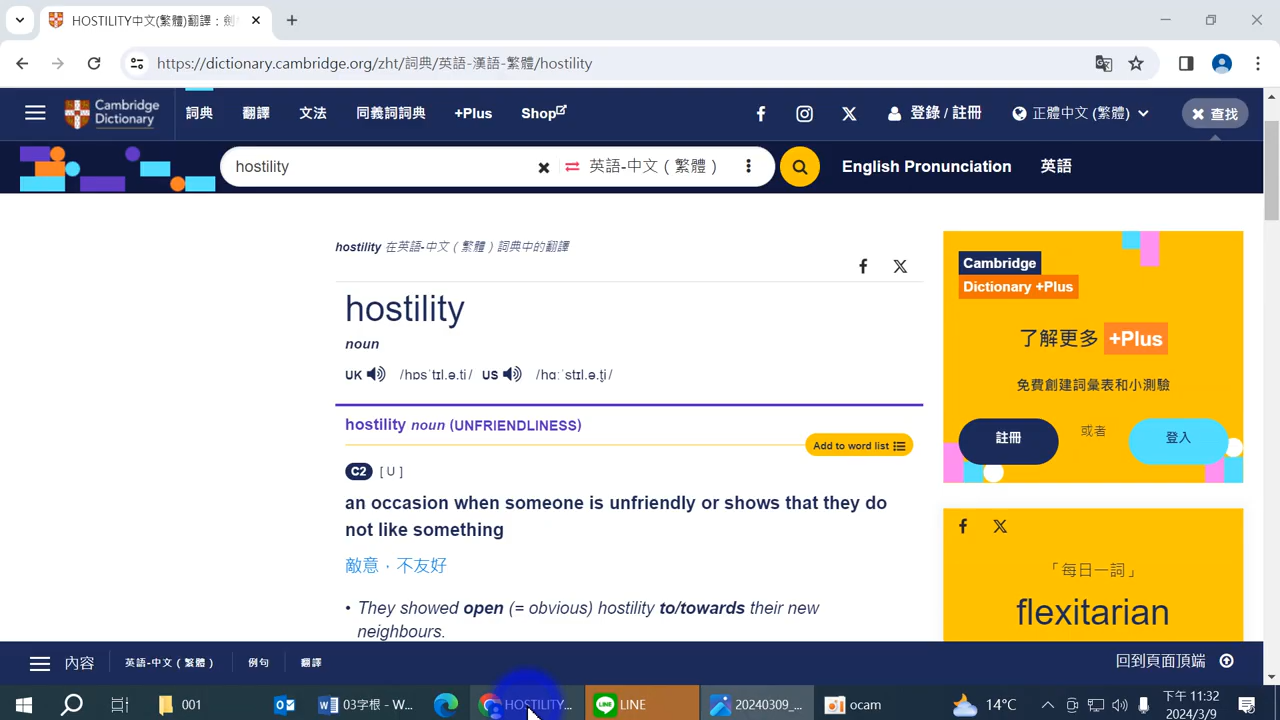 HOSTILITY中文(繁體)翻譯：劍
https://dictionary.cambridge.org/zht/詞典/英語-漢語-繁體/hostility
Cambridge Dictionary
詞典 翻譯 文法 同義詞詞典 +Plus Shop
登錄 / 註冊 正體中文 (繁體) 查找
hostility 英語-中文（繁體） English Pronunciation 英語
hostility 在英語-中文（繁體）詞典中的翻譯
hostility
noun
UK /hɒsˈtɪl.ə.ti/ US /hɑːˈstɪl.ə.t̬i/
hostility noun (UNFRIENDLINESS)
Add to word list
C2 [ U ]
an occasion when someone is unfriendly or shows that they do
not like something
敵意，不友好
• They showed open (= obvious) hostility to/towards their new
neighbours.
Cambridge
Dictionary +Plus
了解更多 +Plus
免費創建詞彙表和小測驗
註冊 或者 登入
「每日一詞」
flexitarian
內容 英語-中文（繁體） 例句 翻譯 回到頁面頂端
001 03字根 - W... HOSTILITY... LINE 20240309_... ocam 14°C
下午 11:32
2024/3/9